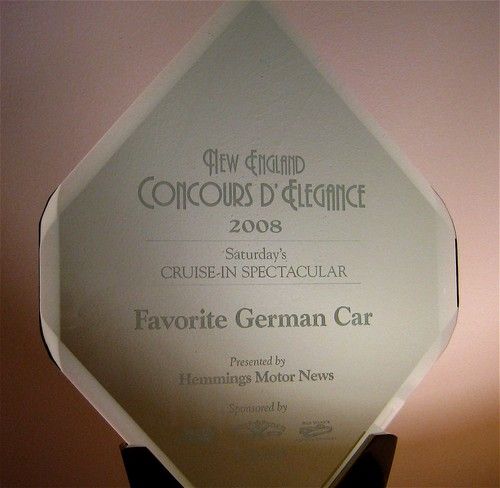 New England
Concours d'Elegance
2008
Saturday's
CRUISE-IN SPECTACULAR
Favorite German Car
Presented by
Hemmings Motor News
Sponsored by